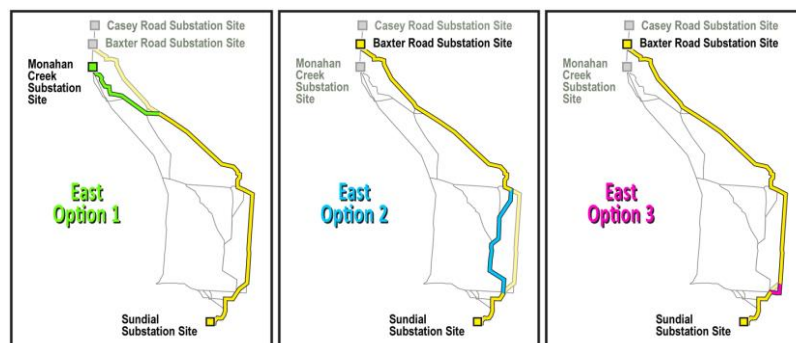 Casey Road Substation Site
Baxter Road Substation Site
Monahan
Creek
Substation
Site
East
Option 1
Sundial
Substation Site
Casey Road Substation Site
Baxter Road Substation Site
Monahan
Creek
Substation
Site
East
Option 2
Sundial
Substation Site
Casey Road Substation Site
Baxter Road Substation Site
Monahan
Creek
Substation
Site
East
Option 3
Sundial
Substation Site